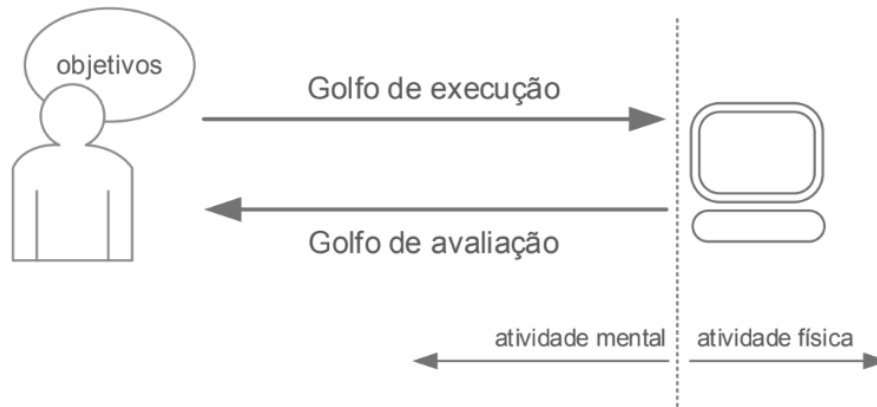 objetivos
Golfo de execução
Golfo de avaliação
atividade mental
atividade física